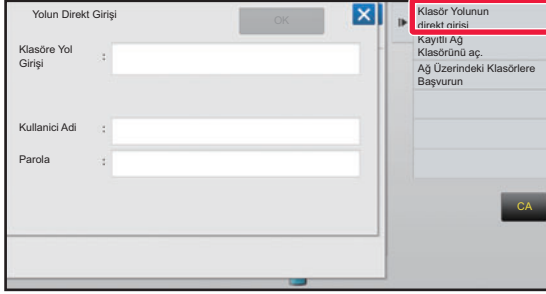 Yolun Direkt Girişi
OK
Klasöre Yol
Girişi :
Kullanici Adi :
Parola :
Klasör Yolunun
direkt girişi
Kayıtlı Ağ
Klasörünü aç.
Ağ Üzerindeki Klasörlere
Başvurun
CA